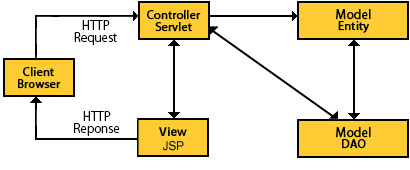 Controller
Servlet
Model
Entity
HTTP
Request
Client
Browser
HTTP
Reponse
View
JSP
Model
DAO